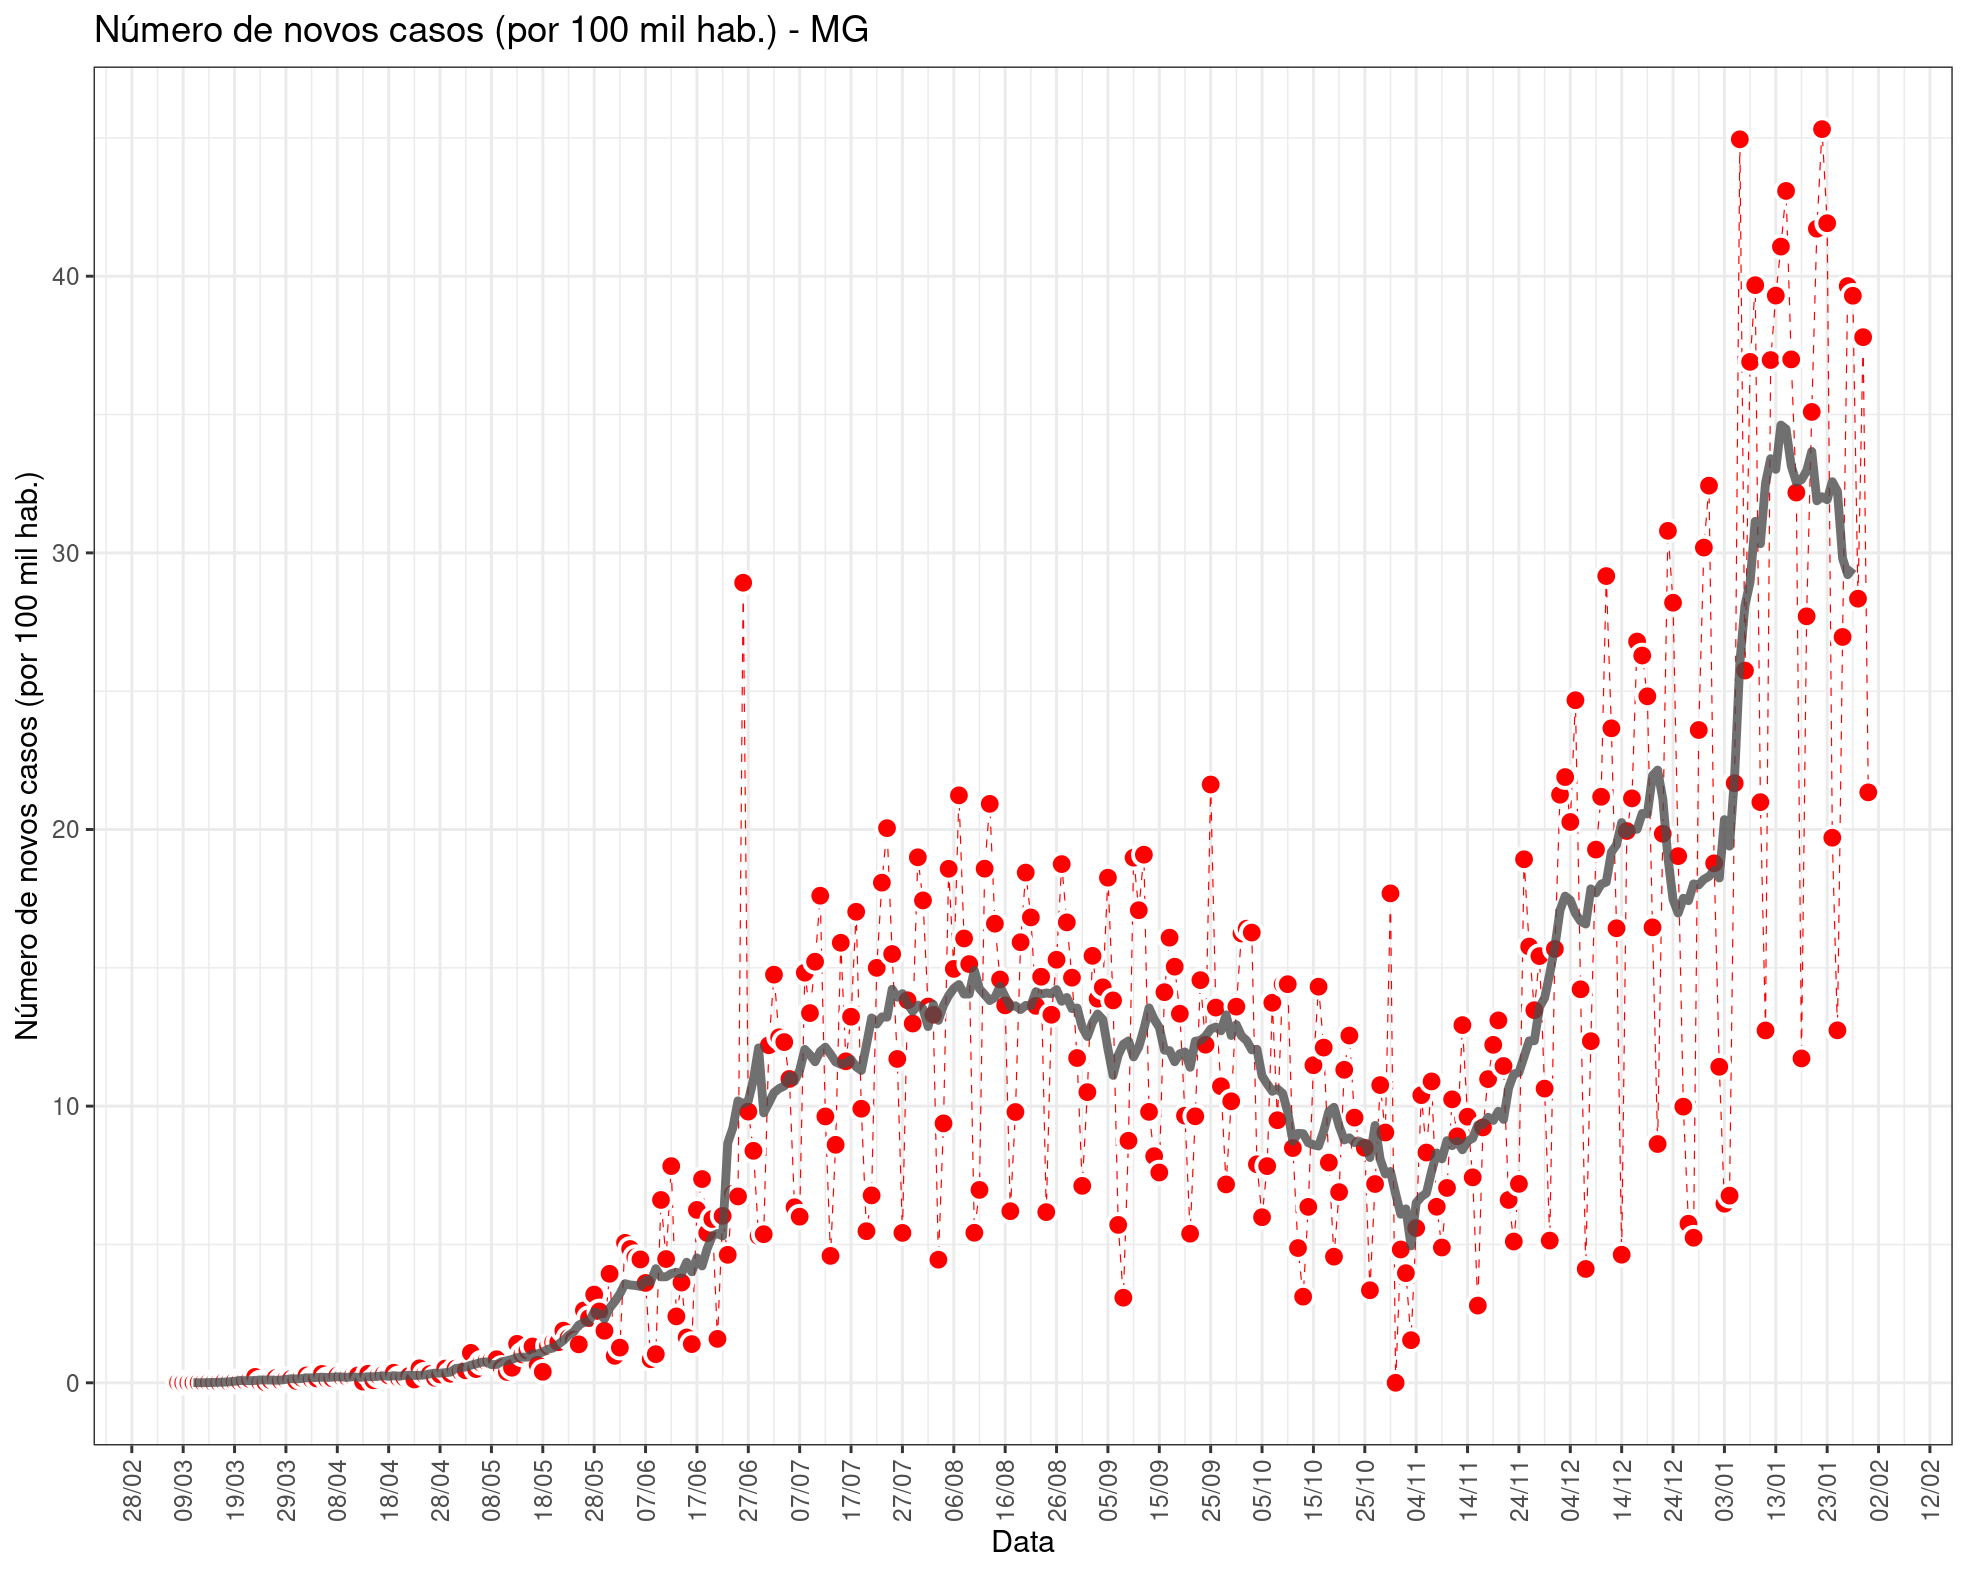 Número de novos casos (por 100 mil hab.) - MG
Número de novos casos (por 100 mil hab.)
40
30
20
10
0
28/02 09/03 19/03 29/03 08/04 18/04 28/04 08/05 18/05 28/05 07/06 17/06 27/06 07/07 17/07 27/07 06/08 16/08 26/08 05/09 15/09 25/09 05/10 15/10 25/10 04/11 14/11 24/11 04/12 14/12 24/12 03/01 13/01 23/01 02/02 12/02
Data